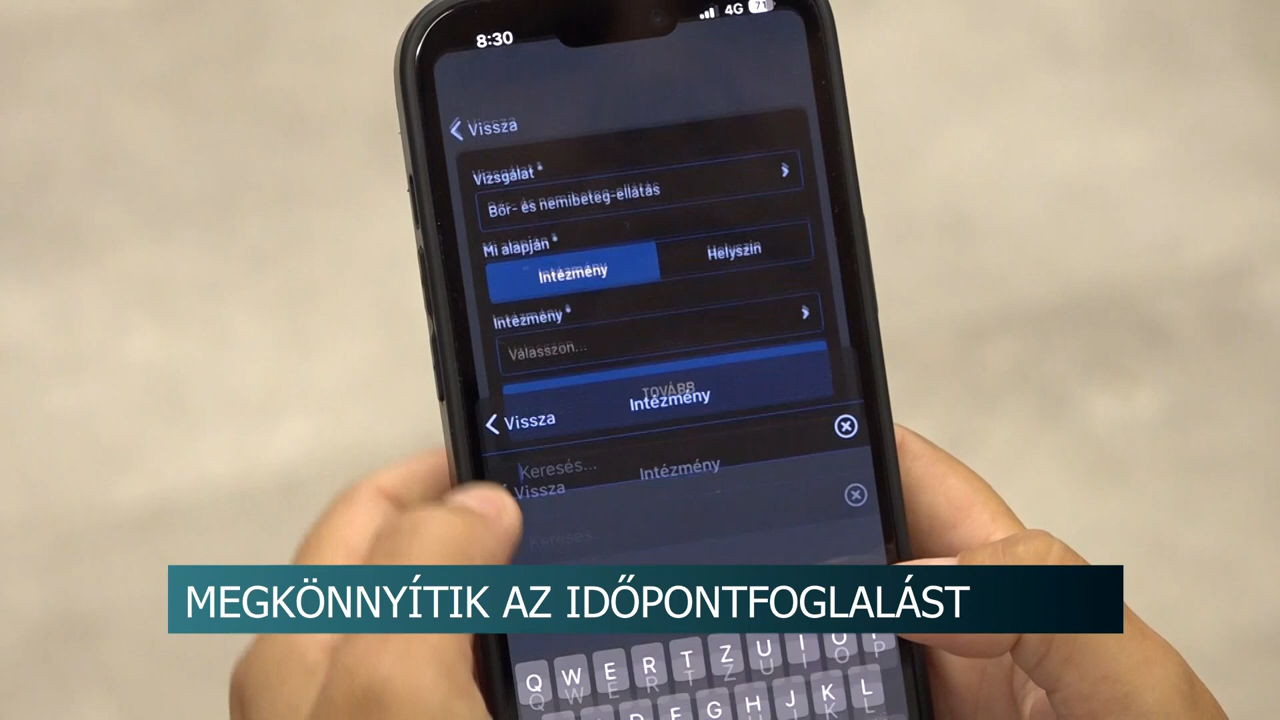 8:30
4G
71
Vissza
Vizsgálat *
Bőr- és nemibeteg-ellátás
Mi alapján *
Intézmény
Helyszín
Intézmény *
Válasszon...
TOVÁBB
Vissza
Intézmény
Keresés...
Intézmény
Vissza
Keresés...
MEGKÖNNYÍTIK AZ IDŐPONTFOGLALÁST
Q W E R T Z U I O P
D F G H J K L